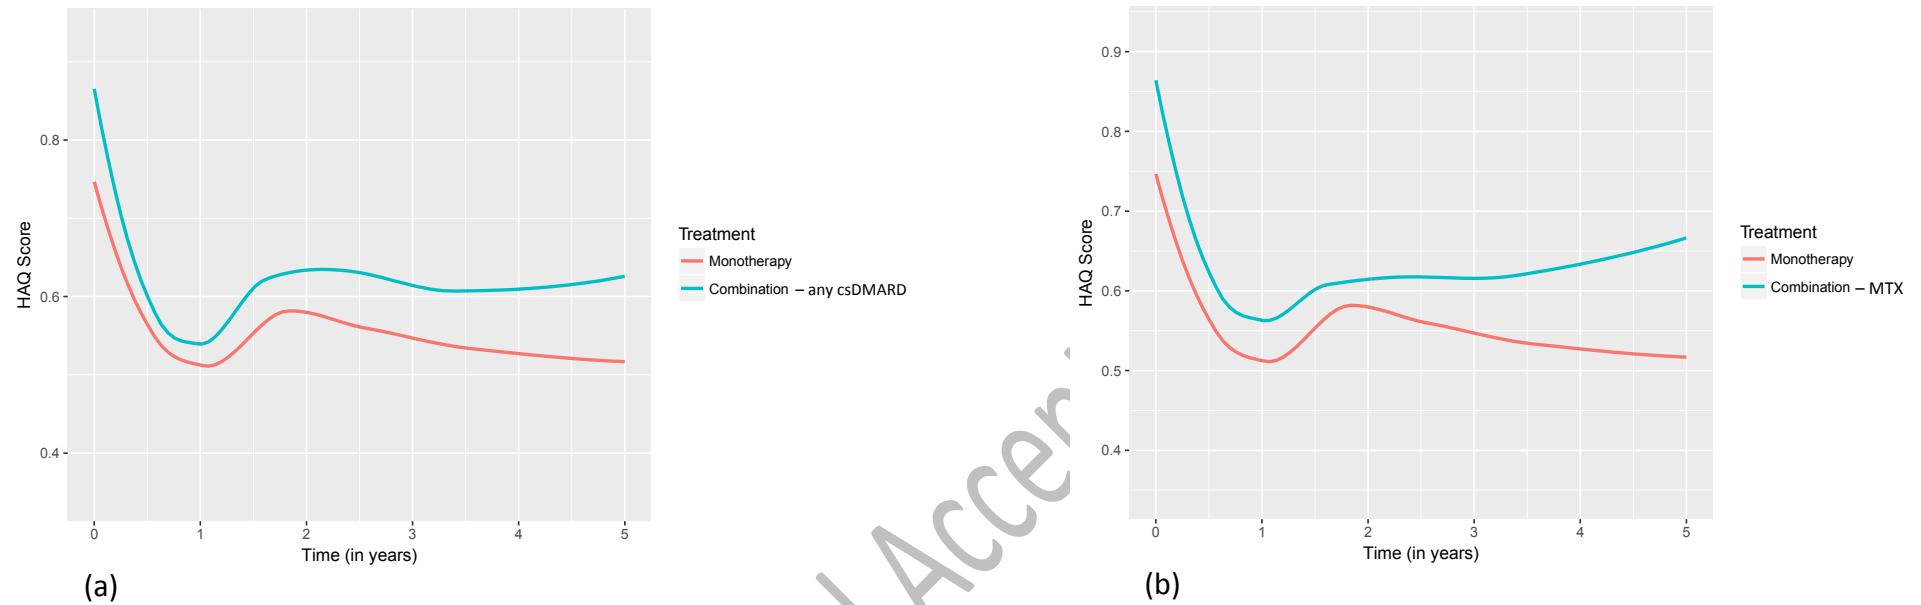 0.8
0.6
0.4
HAQ Score
0
1
2
3
4
5
Time (in years)
Treatment
Monotherapy
Combination – any csDMARD
(a)
0.9
0.8
0.7
0.6
0.5
0.4
HAQ Score
0
1
2
3
4
5
Time (in years)
Treatment
Monotherapy
Combination – MTX
(b)